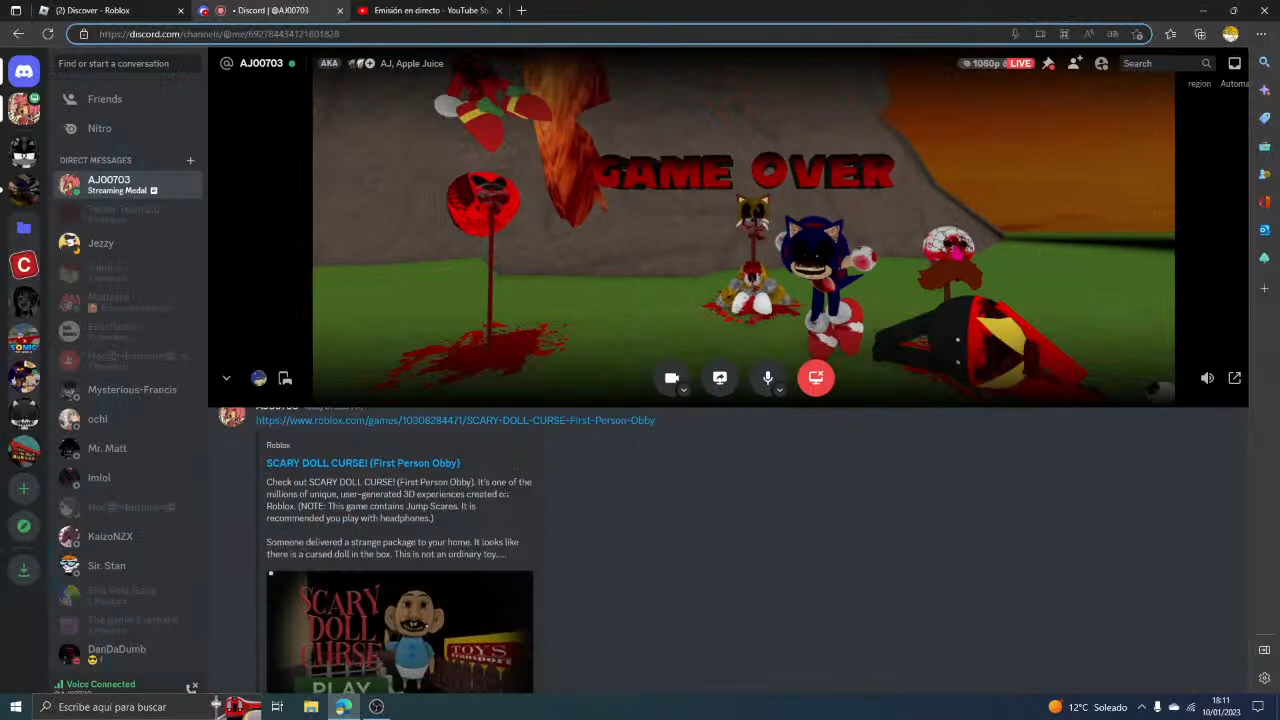 Discover - Roblox
• Discord | @AJ00703
Emisión en directo - YouTube St
https://discord.com/channels/@me/692784434121801828
Find or start a conversation
AJ00703
AKA
AJ, Apple Juice
1080p
LIVE
Search
region
Automa
Friends
Nitro
DIRECT MESSAGES
AJ00703
Streaming Medal
Jezzy
Mysterious-Francis
ochi
Mr. Matt
Imlol
KaizoNZX
Sir. Stan
DanDaDumb
GAME OVER
AJ00703
https://www.roblox.com/games/10308284471/SCARY-DOLL-CURSE-First-Person-Obby
Roblox
SCARY DOLL CURSE! (First Person Obby)
Check out SCARY DOLL CURSE! (First Person Obby). It's one of the
millions of unique, user-generated 3D experiences created on
Roblox. (NOTE: This game contains Jump Scares. It is
recommended you play with headphones.)
Someone delivered a strange package to your home. It looks like
there is a cursed doll in the box. This is not an ordinary toy.....
SCARY
DOLL
CURSE
TOYS
TRANSPORT
PLAY
Voice Connected
@AJ00703
Escribe aquí para buscar
12°C Soleado
18:11
10/01/2023